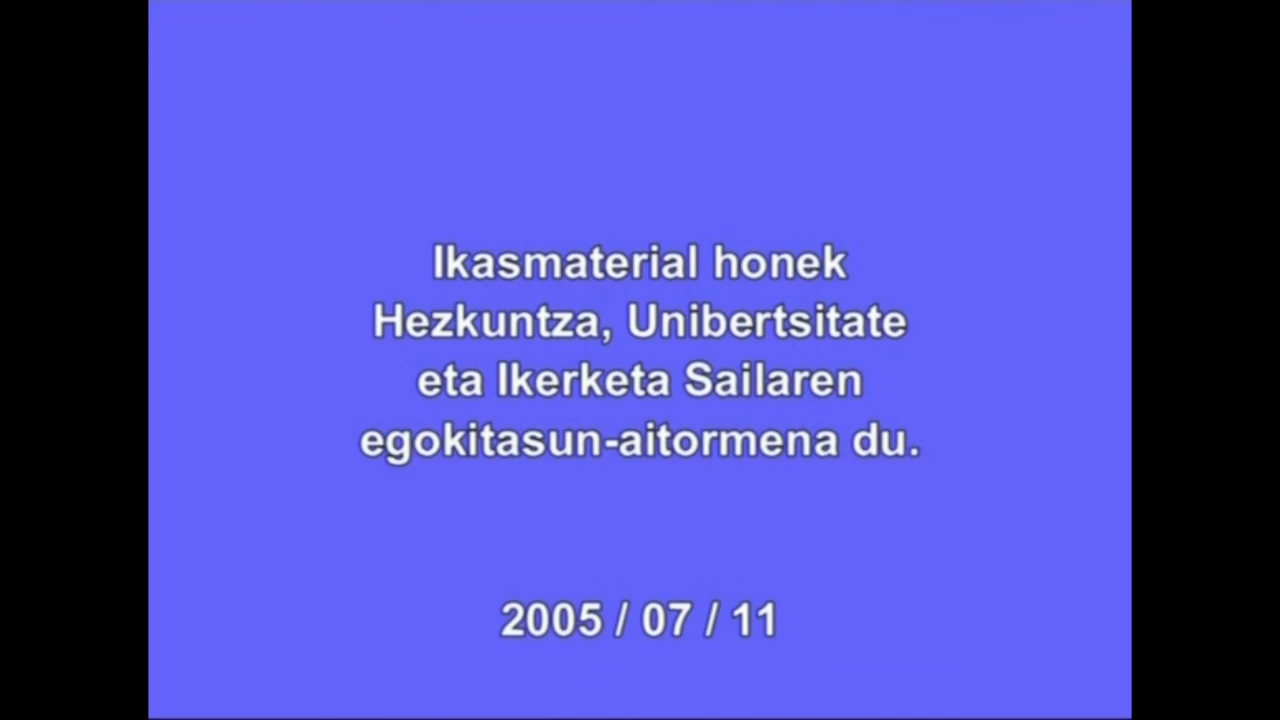 Ikasmaterial honek
Hezkuntza, Unibertsitate
eta Ikerketa Sailaren
egokitasun-aitormena du.
2005 / 07 / 11